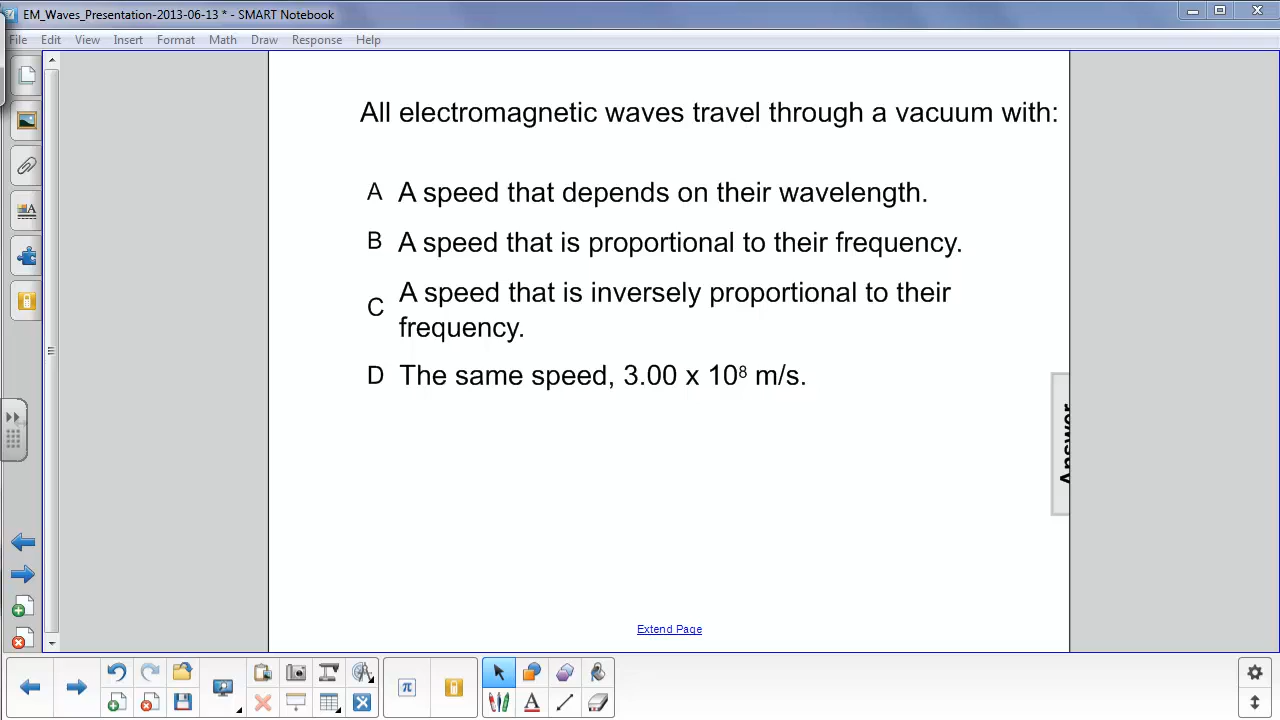 EM_Waves_Presentation-2013-06-13 * - SMART Notebook
File Edit View Insert Format Math Draw Response Help
All electromagnetic waves travel through a vacuum with:
A A speed that depends on their wavelength.
B A speed that is proportional to their frequency.
C A speed that is inversely proportional to their
frequency.
D The same speed, 3.00 x 10⁸ m/s.
Answer
Extend Page
π
A